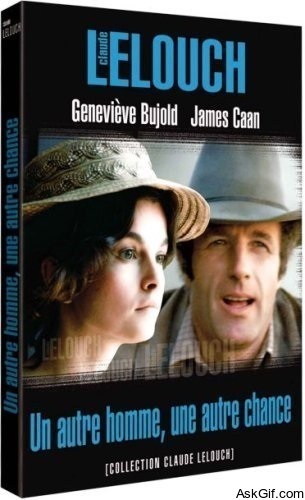 claude
LELOUCH
Geneviève Bujold James Caan
LELOUCH
LELOUCH
Un autre homme, une autre chance
[COLLECTION CLAUDE LELOUCH]
Un autre homme, une autre chance
AskGif.com